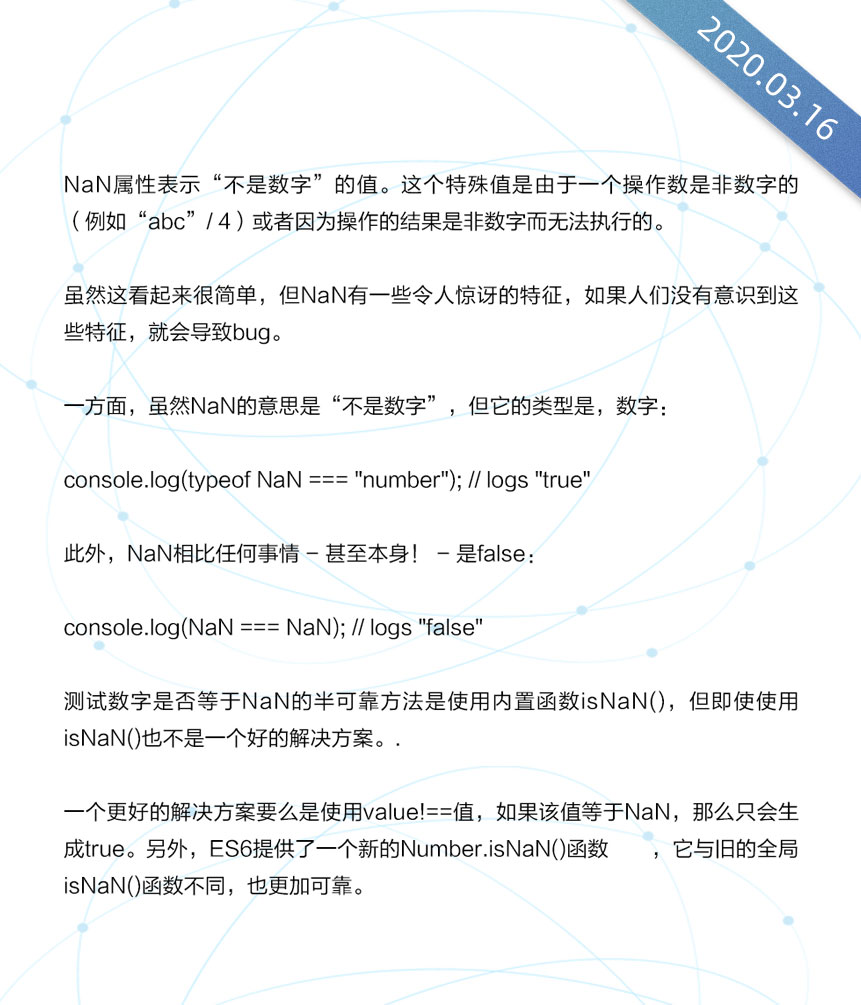 2020.03.16
NaN属性表示“不是数字”的值。这个特殊值是由于一个操作数是非数字的
（例如“abc”/ 4）或者因为操作的结果是非数字而无法执行的。
虽然这看起来很简单，但NaN有一些令人惊讶的特征，如果人们没有意识到这
些特征，就会导致bug。
一方面，虽然NaN的意思是“不是数字”，但它的类型是，数字：
console.log(typeof NaN === "number"); // logs "true"
此外，NaN相比任何事情 – 甚至本身！ – 是false：
console.log(NaN === NaN); // logs "false"
测试数字是否等于NaN的半可靠方法是使用内置函数isNaN()，但即使使用
isNaN()也不是一个好的解决方案。.
一个更好的解决方案要么是使用value!==值，如果该值等于NaN，那么只会生
成true。另外，ES6提供了一个新的Number.isNaN()函数　　，它与旧的全局
isNaN()函数不同，也更加可靠。